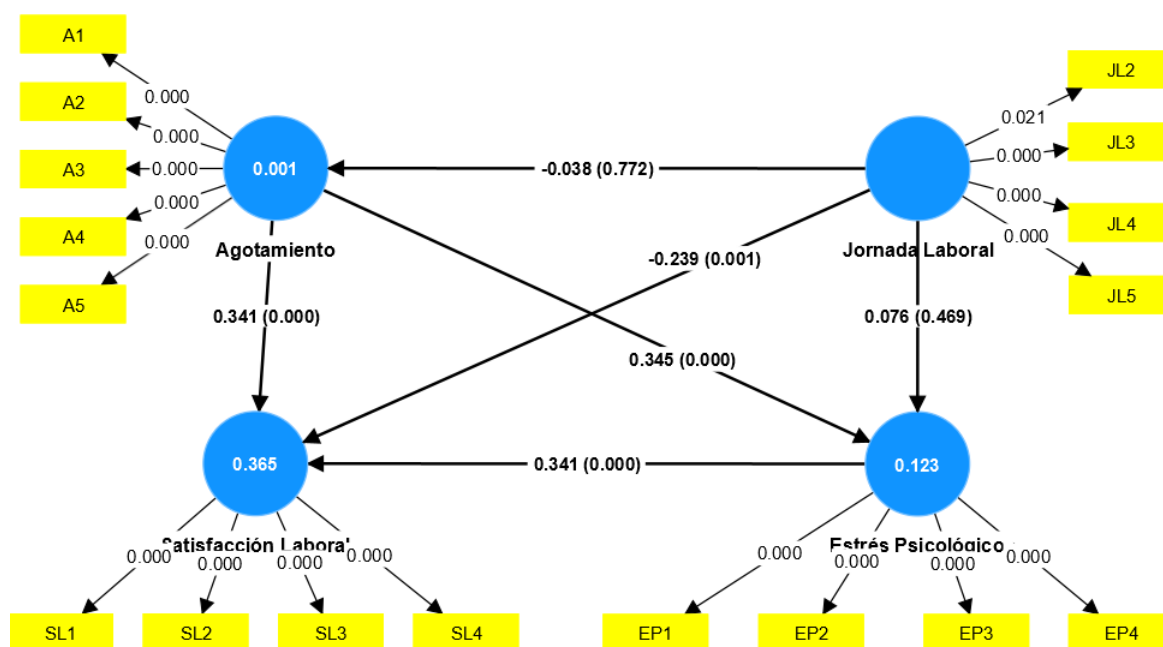 A1
JL2
0.000
A2
0.021
0.000
JL3
A3
0.000
0.001
-0.038 (0.772)
0.000
0.000
0.000
A4
0.000
JL4
0.000
Agotamiento
Jornada Laboral
-0.239 (0.001)
A5
JL5
0.341 (0.000)
0.076 (0.469)
0.345 (0.000)
0.365
0.341 (0.000)
0.123
Satisfacción Laboral
Estrés Psicológico
0.000
0.000
0.000
0.000
0.000
0.000
0.000
0.000
SL1
SL2
SL3
SL4
EP1
EP2
EP3
EP4